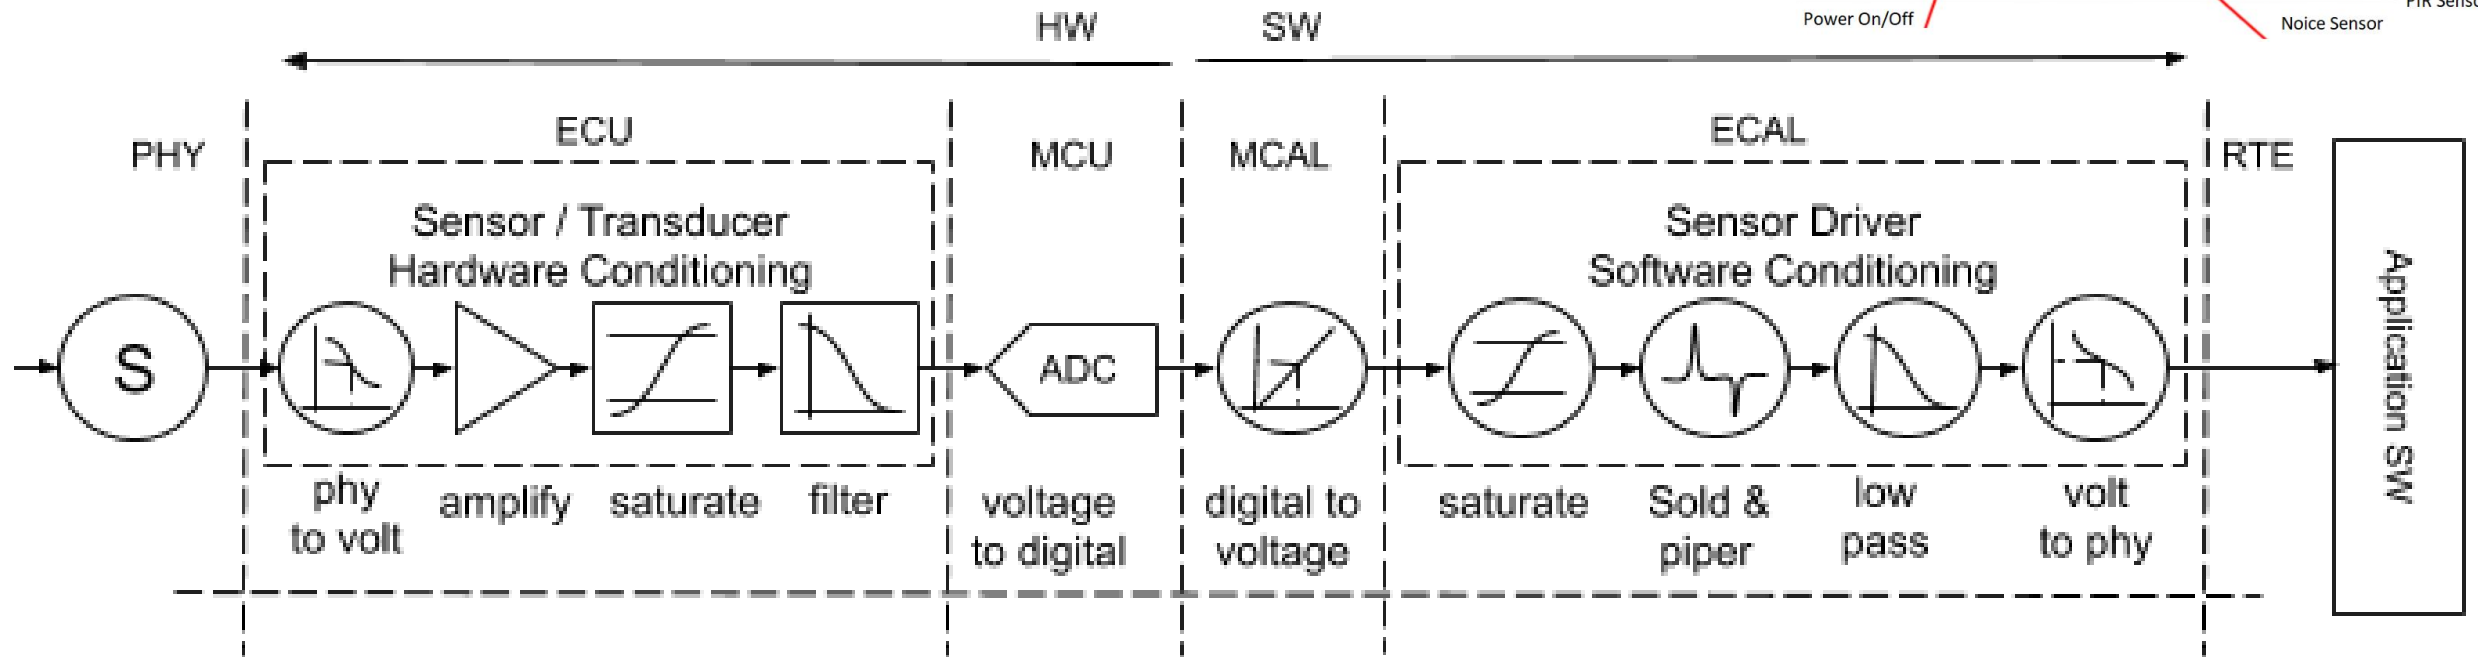 HW
SW
Power On/Off
Noice Sensor
PIR Senso
PHY
ECU
MCU
MCAL
ECAL
RTE
Sensor / Transducer
Hardware Conditioning
Sensor Driver
Software Conditioning
S
ADC
Application SW
phy
to volt
amplify
saturate
filter
voltage
to digital
digital to
voltage
saturate
Sold &
piper
low
pass
volt
to phy